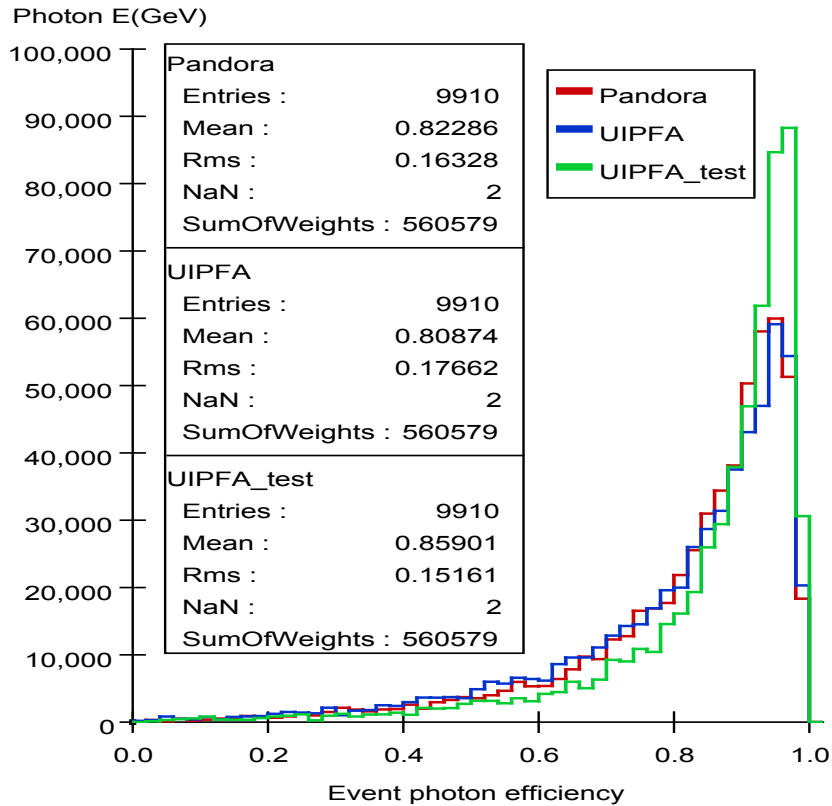 Photon E(GeV)
100,000
90,000
80,000
70,000
60,000
50,000
40,000
30,000
20,000
10,000
0
Pandora
Entries : 9910
Mean : 0.82286
Rms : 0.16328
NaN : 2
SumOfWeights : 560579
UIPFA
Entries : 9910
Mean : 0.80874
Rms : 0.17662
NaN : 2
SumOfWeights : 560579
UIPFA_test
Entries : 9910
Mean : 0.85901
Rms : 0.15161
NaN : 2
SumOfWeights : 560579
Pandora
UIPFA
UIPFA_test
0.0 0.2 0.4 0.6 0.8 1.0
Event photon efficiency